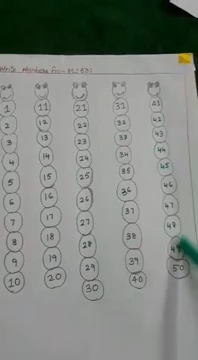 Write Numbers
1 11 21 31 41
2 12 22 32 42
3 13 23 33 43
4 14 24 34 44
5 15 25 35 45
6 16 26 36 46
7 17 27 37 47
8 18 28 38 48
9 19 29 39 49
10 20 30 40 50